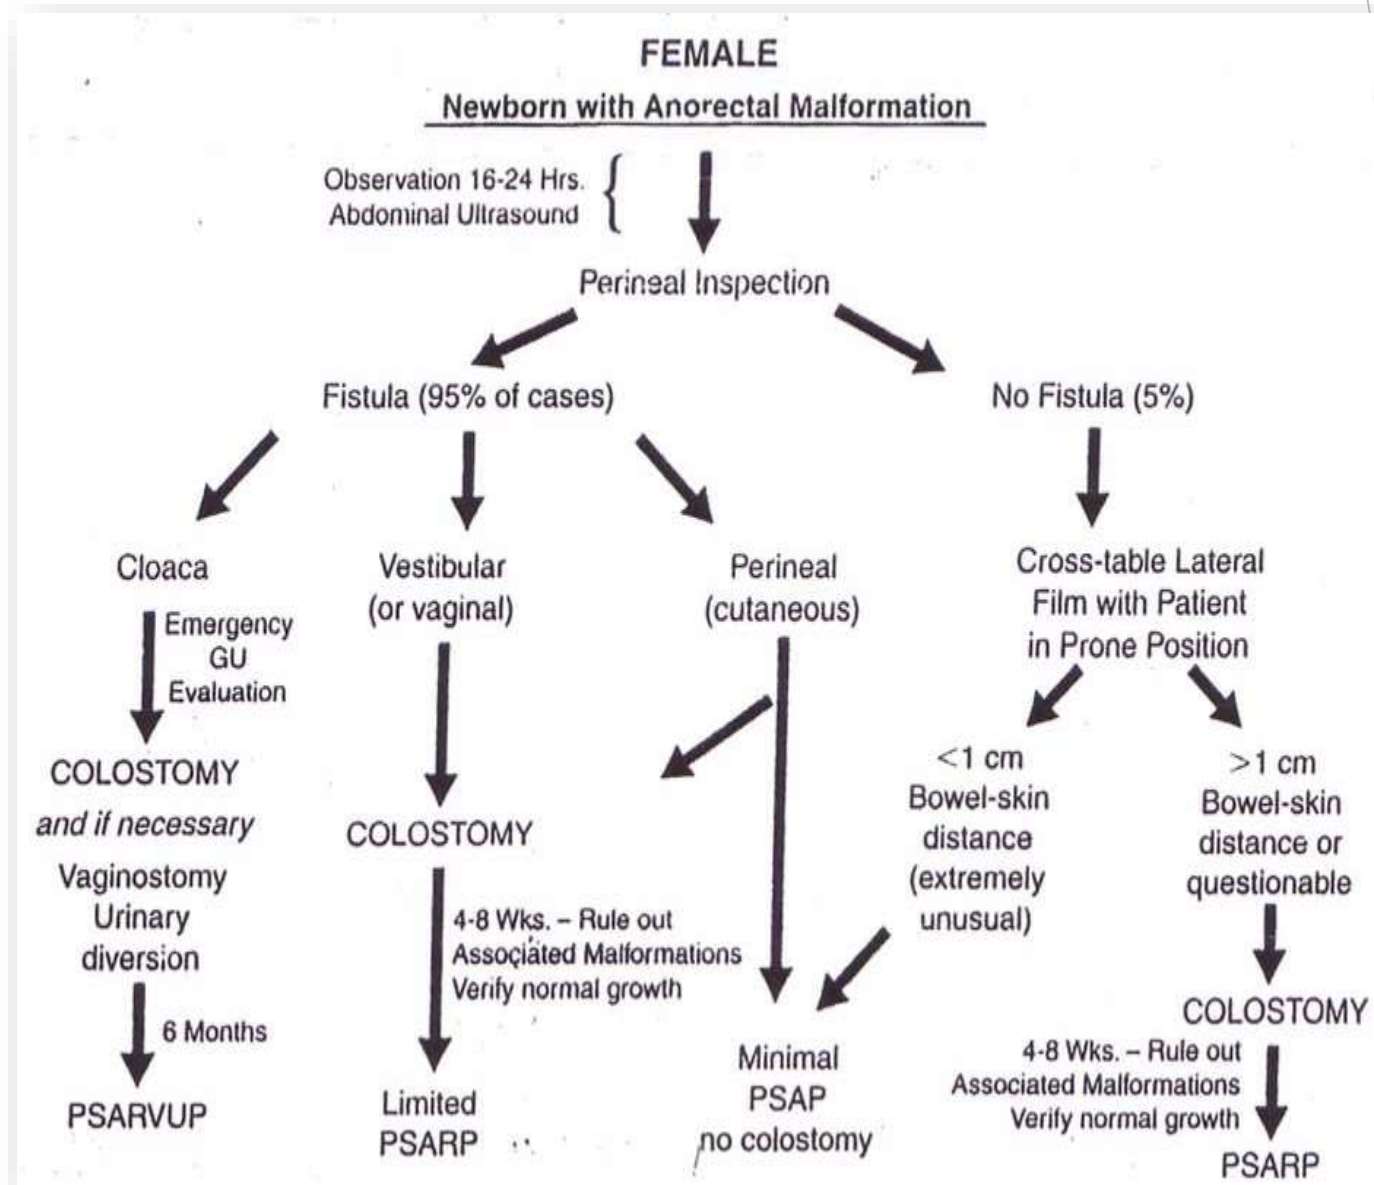 FEMALE
Newborn with Anorectal Malformation
Observation 16-24 Hrs.
Abdominal Ultrasound
Perineal Inspection
Fistula (95% of cases)
No Fistula (5%)
Cloaca
Vestibular
(or vaginal)
Perineal
(cutaneous)
Cross-table Lateral
Film with Patient
in Prone Position
Emergency
GU
Evaluation
COLOSTOMY
and if necessary
Vaginostomy
Urinary
diversion
6 Months
PSARVUP
COLOSTOMY
4-8 Wks. – Rule out
Associated Malformations
Verify normal growth
Limited
PSARP
<1 cm
Bowel-skin
distance
(extremely
unusual)
Minimal
PSAP
no colostomy
>1 cm
Bowel-skin
distance or
questionable
COLOSTOMY
4-8 Wks. – Rule out
Associated Malformations
Verify normal growth
PSARP